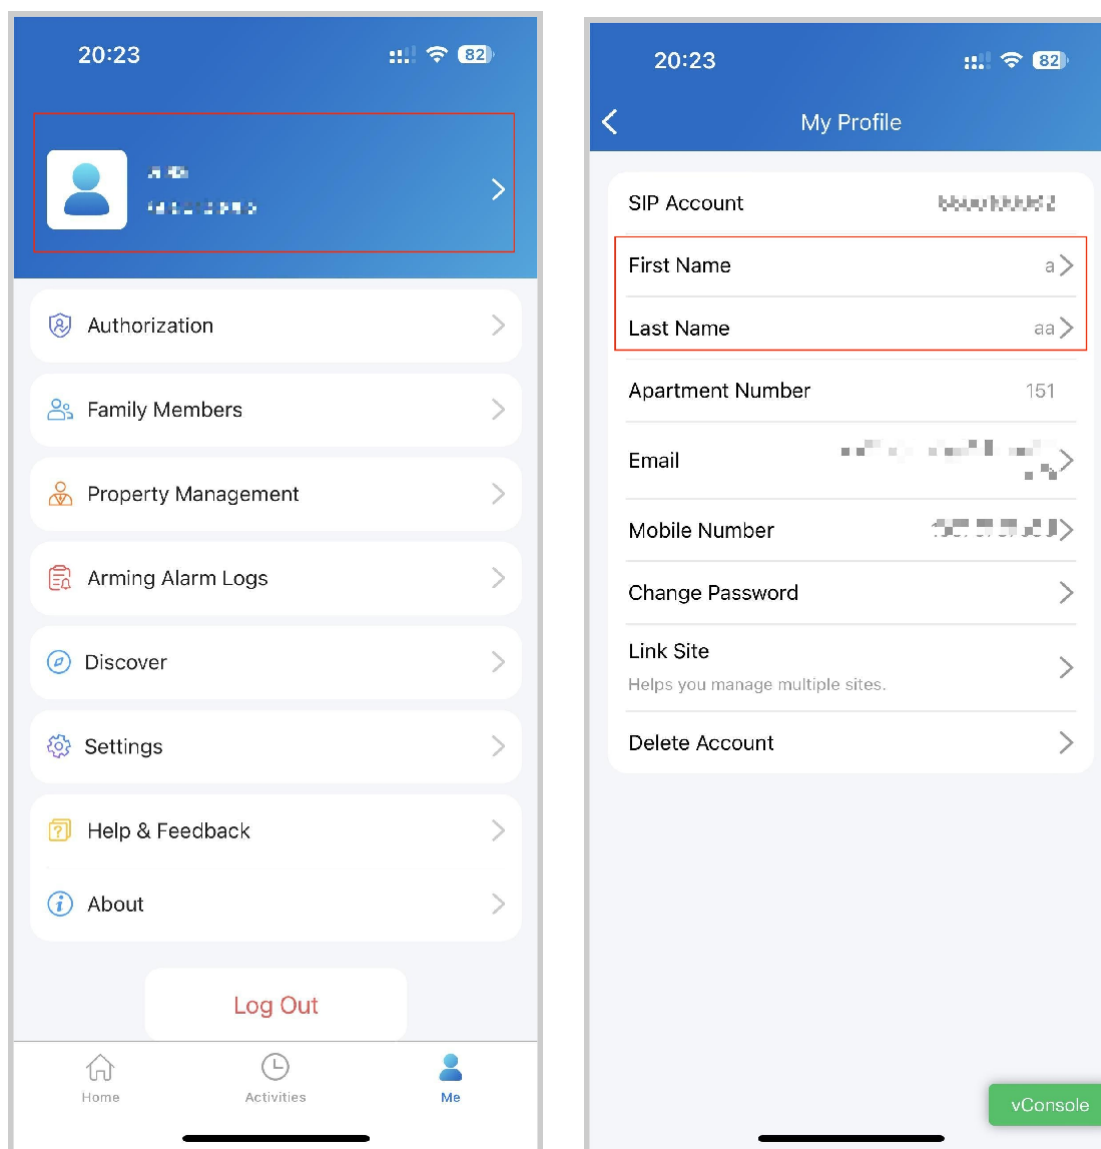 20:23
82
Authorization
Family Members
Property Management
Arming Alarm Logs
Discover
Settings
Help & Feedback
About
Log Out
Home
Activities
Me
20:23
82
My Profile
SIP Account
First Name a
Last Name aa
Apartment Number 151
Email
Mobile Number
Change Password
Link Site
Helps you manage multiple sites.
Delete Account
vConsole